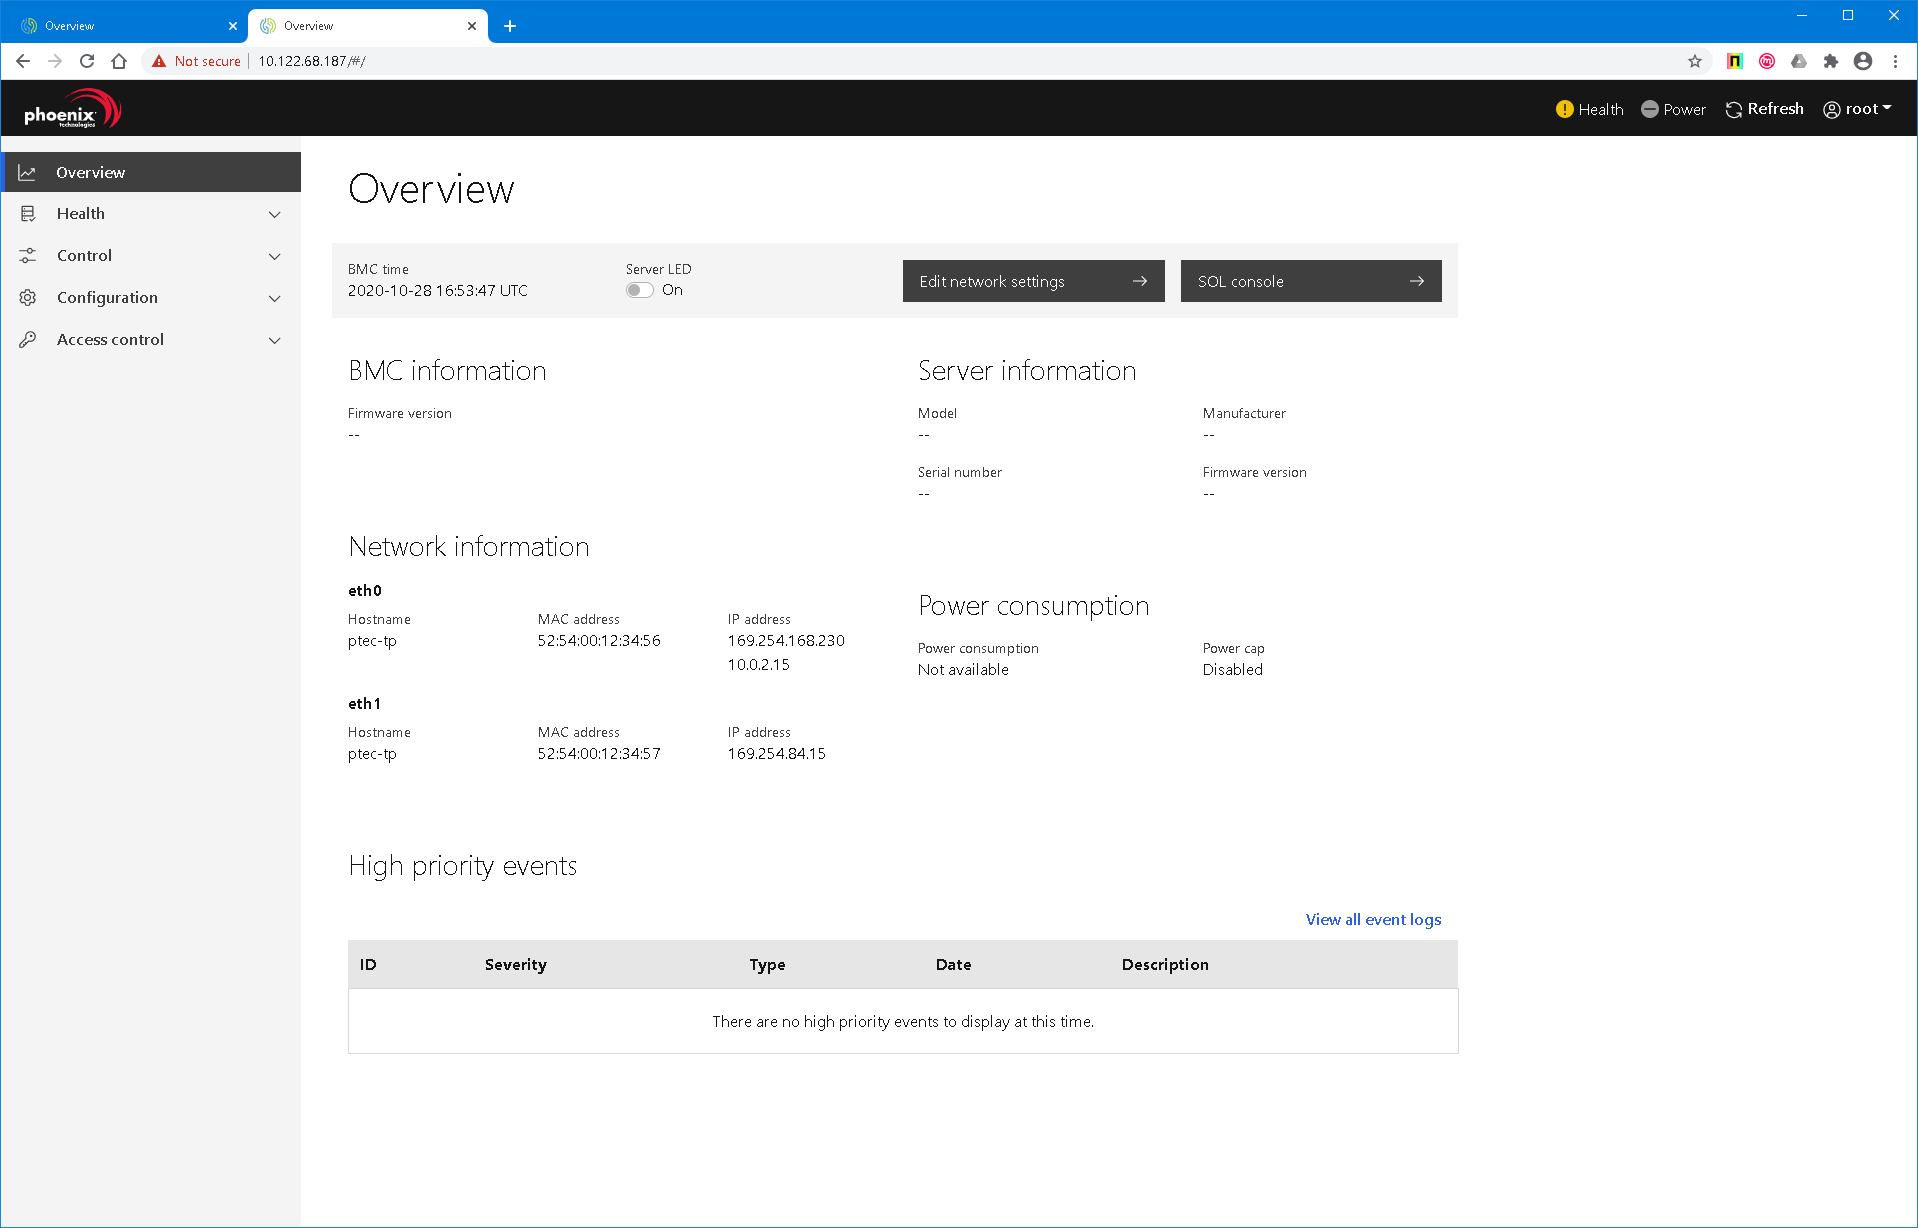 Overview
Overview
Not secure
10.122.68.187/#/
phoenix
technologies
Health
Power
Refresh
root
Overview
Health
Control
Configuration
Access control
Overview
BMC time
2020-10-28 16:53:47 UTC
Server LED
On
Edit network settings
SOL console
BMC information
Firmware version
--
Server information
Model
--
Manufacturer
--
Serial number
--
Firmware version
--
Network information
eth0
Hostname
ptec-tp
MAC address
52:54:00:12:34:56
IP address
169.254.168.230
10.0.2.15
eth1
Hostname
ptec-tp
MAC address
52:54:00:12:34:57
IP address
169.254.84.15
Power consumption
Power consumption
Not available
Power cap
Disabled
High priority events
View all event logs
ID Severity Type Date Description
There are no high priority events to display at this time.